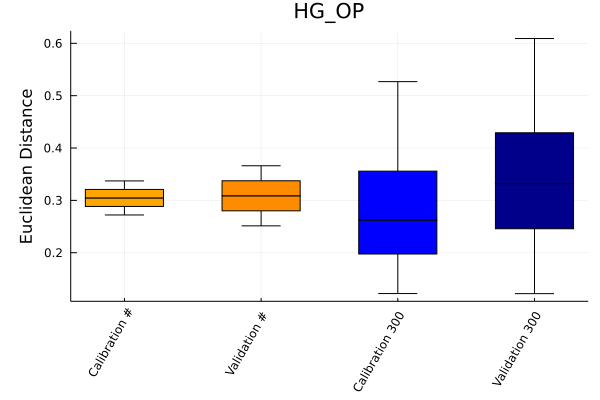 HG_OP
Euclidean Distance
0.6
0.5
0.4
0.3
0.2
Calibration #
Validation #
Calibration 300
Validation 300